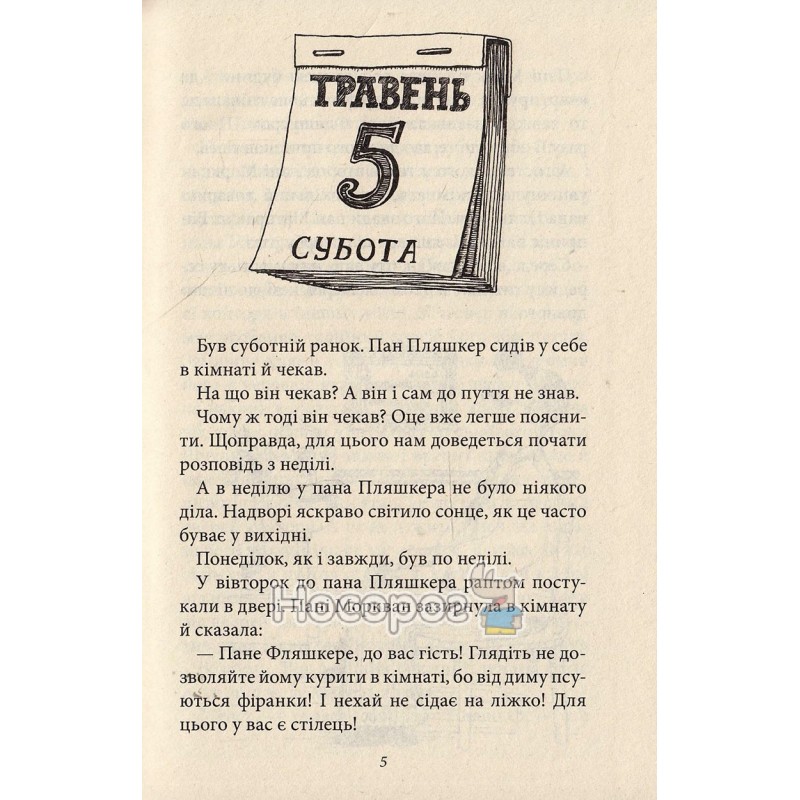 ТРАВЕНЬ
5
СУБОТА
Був суботній ранок. Пан Пляшкер сидів у себе
в кімнаті й чекав.
На що він чекав? А він і сам до пуття не знав.
Чому ж тоді він чекав? Оце вже легше поясни-
ти. Щоправда, для цього нам доведеться почати
розповідь з неділі.
А в неділю у пана Пляшкера не було ніякого
діла. Надворі яскраво світило сонце, як це часто
буває у вихідні.
Понеділок, як і завжди, був по неділі.
У вівторок до пана Пляшкера раптом посту-
кали в двері. Пані Моркван зазирнула в кімнату
й сказала:
Носорог
— Пане Фляшкере, до вас гість! Глядіть не до-
зволяйте йому курити в кімнаті, бо від диму псу-
ються фіранки! І нехай не сідає на ліжко! Для
цього у вас є стілець!
5